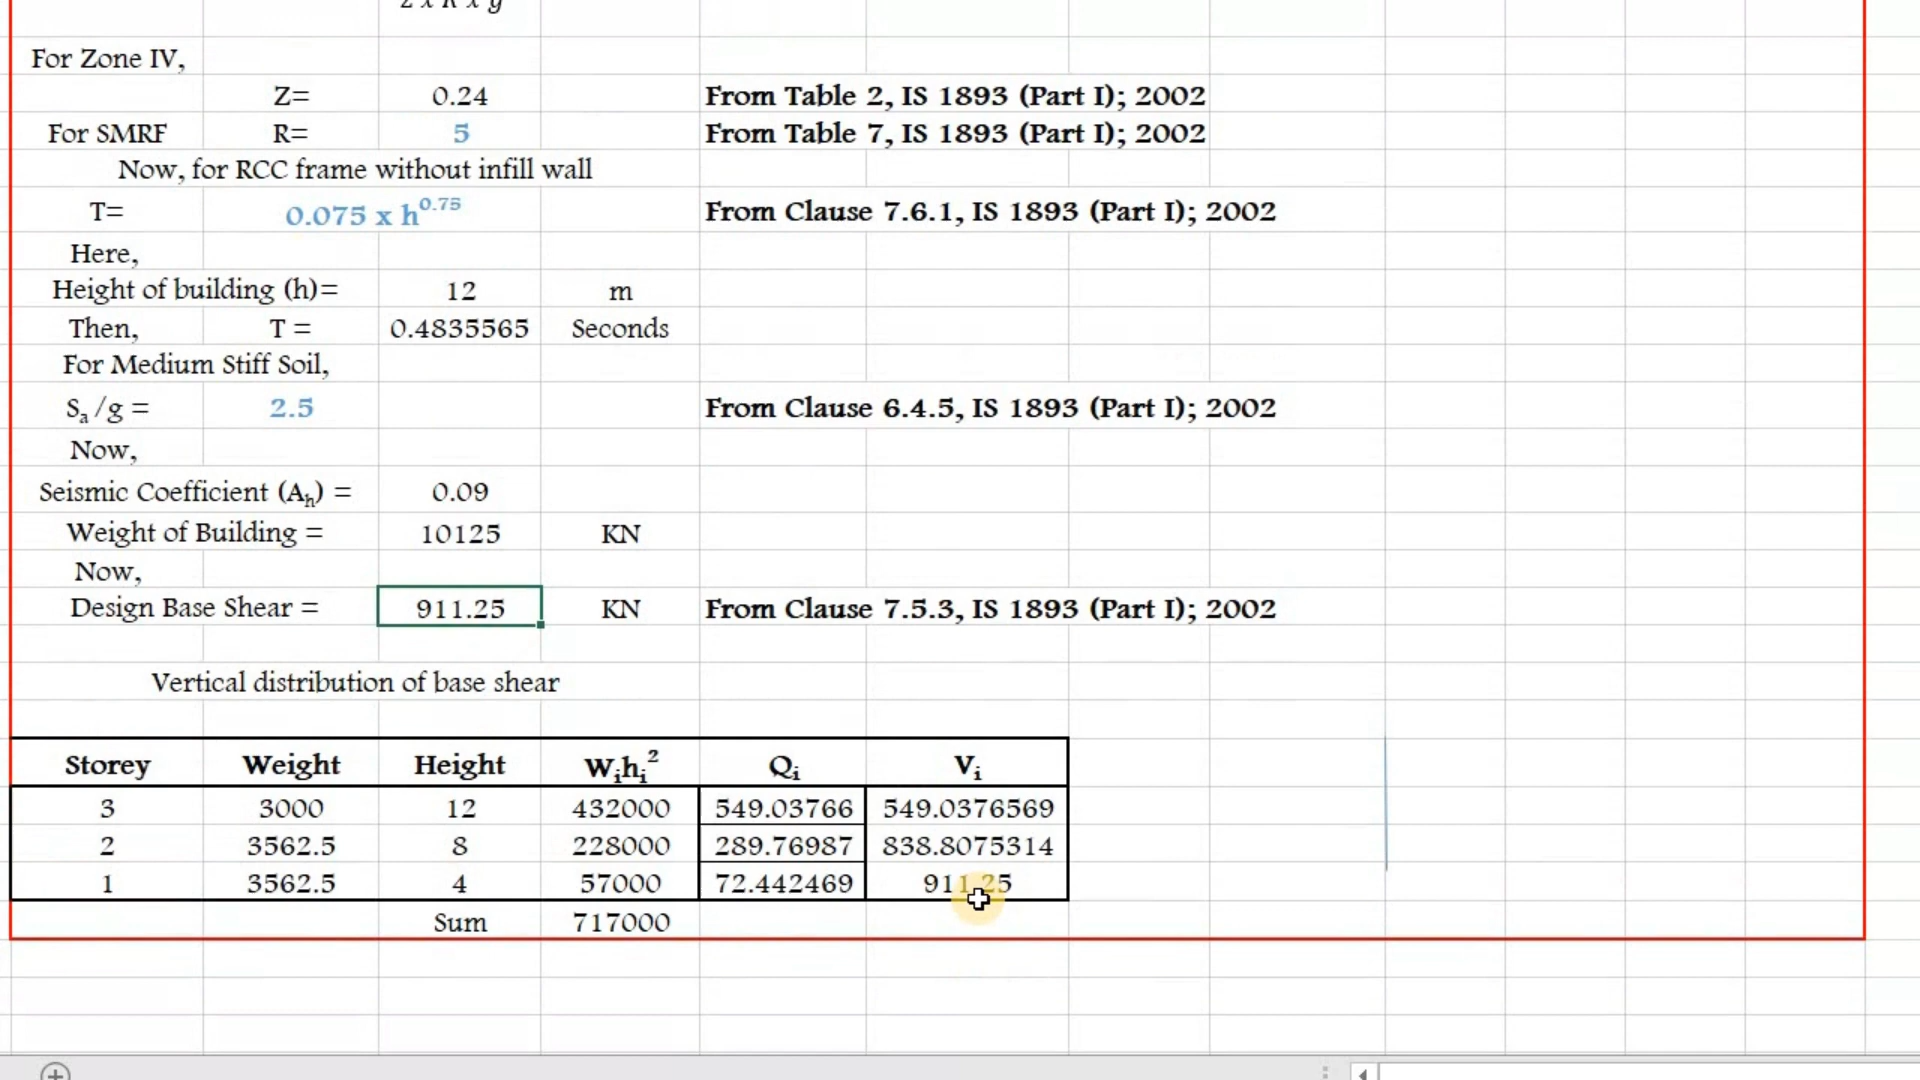 2 x R x g
For Zone IV,
Z= 0.24 From Table 2, IS 1893 (Part I); 2002
For SMRF R= 5 From Table 7, IS 1893 (Part I); 2002
Now, for RCC frame without infill wall
T= 0.075 x h^0.75 From Clause 7.6.1, IS 1893 (Part I); 2002
Here,
Height of building (h)= 12 m
Then, T = 0.4835565 Seconds
For Medium Stiff Soil,
Sa/g = 2.5 From Clause 6.4.5, IS 1893 (Part I); 2002
Now,
Seismic Coefficient (Ah) = 0.09
Weight of Building = 10125 KN
Now,
Design Base Shear = 911.25 KN From Clause 7.5.3, IS 1893 (Part I); 2002
Vertical distribution of base shear
Storey Weight Height Wihi² Qi Vi
3 3000 12 432000 549.03766 549.0376569
2 3562.5 8 228000 289.76987 838.8075314
1 3562.5 4 57000 72.442469 911.25
Sum 717000